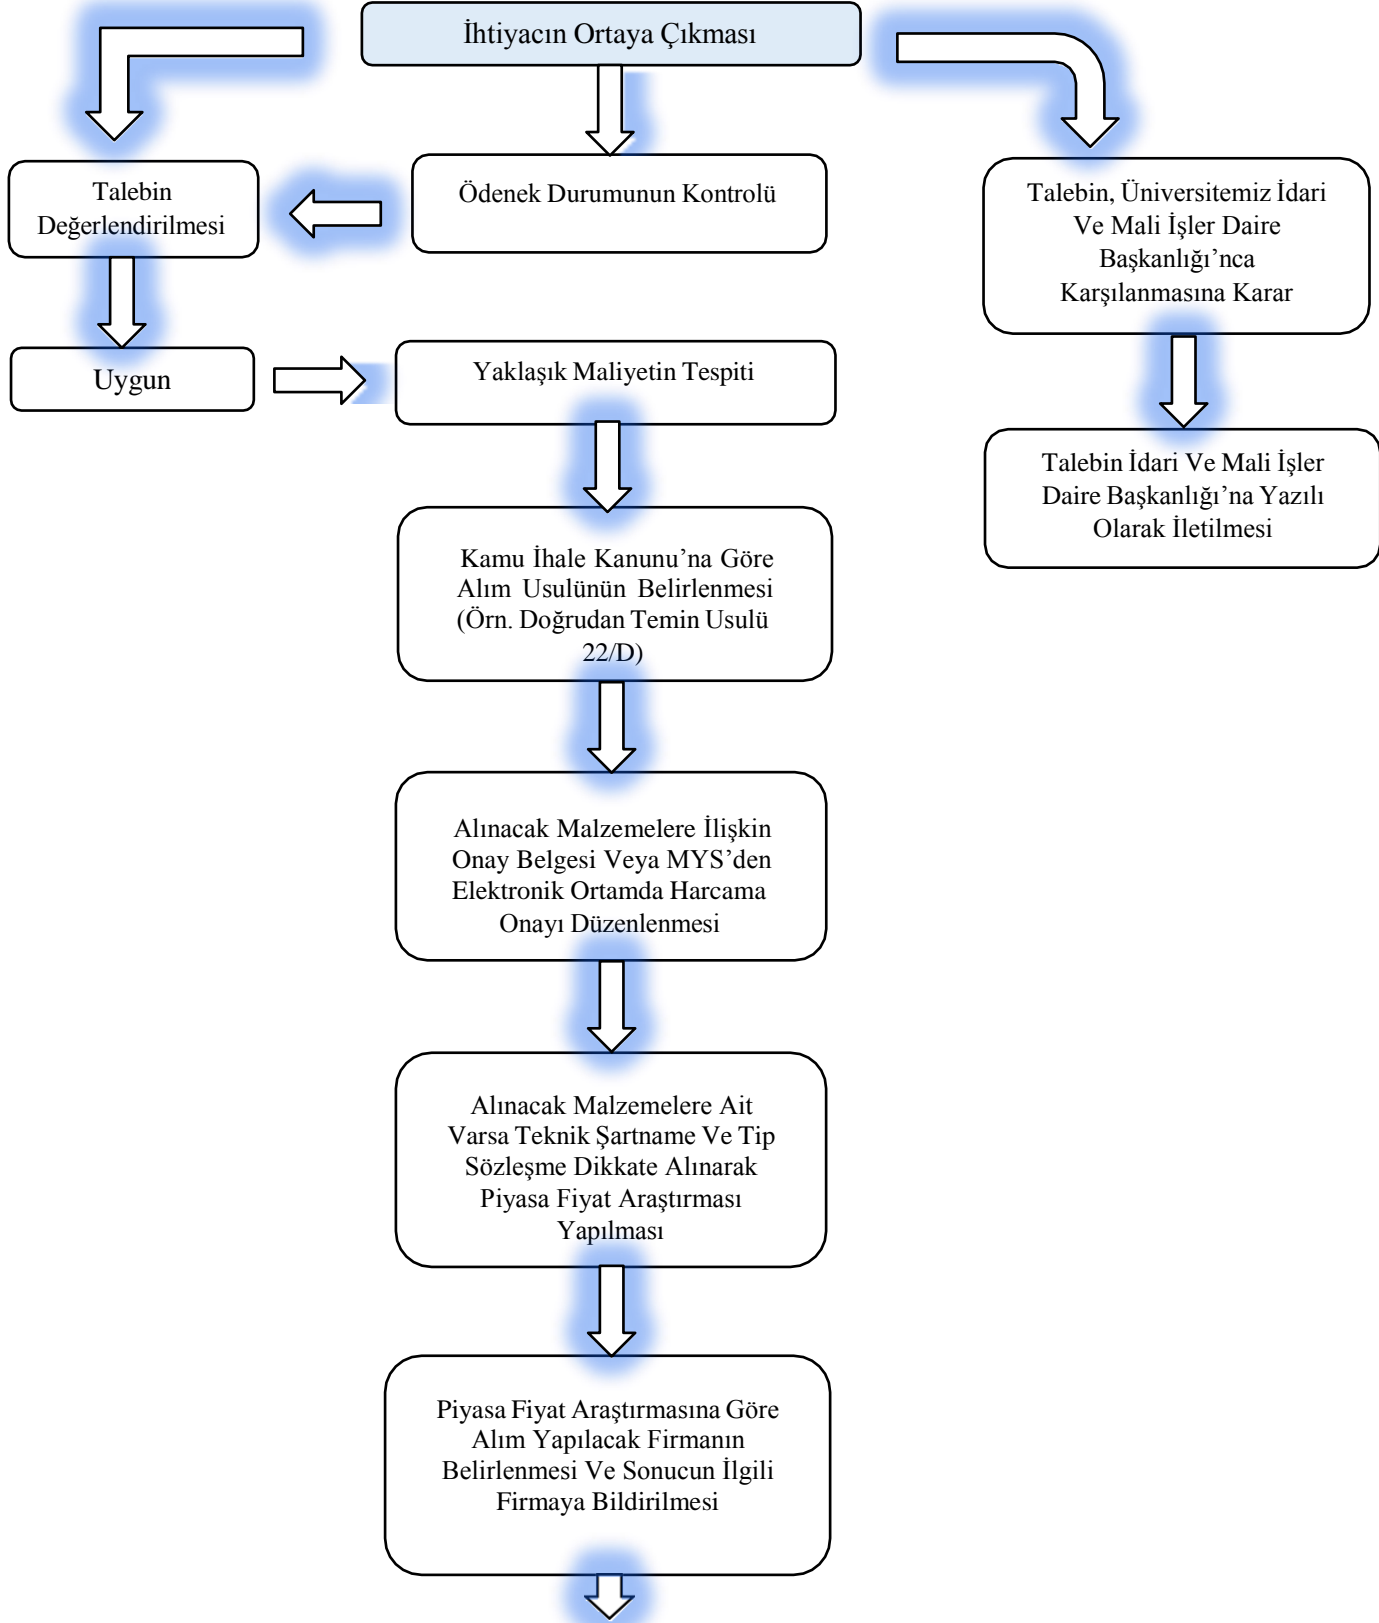 İhtiyacın Ortaya Çıkması
Talebin
Değerlendirilmesi
Ödenek Durumunun Kontrolü
Talebin, Üniversitemiz İdari
Ve Mali İşler Daire
Başkanlığı’nca
Karşılanmasına Karar
Uygun
Yaklaşık Maliyetin Tespiti
Talebin İdari Ve Mali İşler
Daire Başkanlığı’na Yazılı
Olarak İletilmesi
Kamu İhale Kanunu’na Göre
Alım Usulünün Belirlenmesi
(Örn. Doğrudan Temin Usulü
22/D)
Alınacak Malzemelere İlişkin
Onay Belgesi Veya MYS’den
Elektronik Ortamda Harcama
Onayı Düzenlenmesi
Alınacak Malzemelere Ait
Varsa Teknik Şartname Ve Tip
Sözleşme Dikkate Alınarak
Piyasa Fiyat Araştırması
Yapılması
Piyasa Fiyat Araştırmasına Göre
Alım Yapılacak Firmanın
Belirlenmesi Ve Sonucun İlgili
Firmaya Bildirilmesi